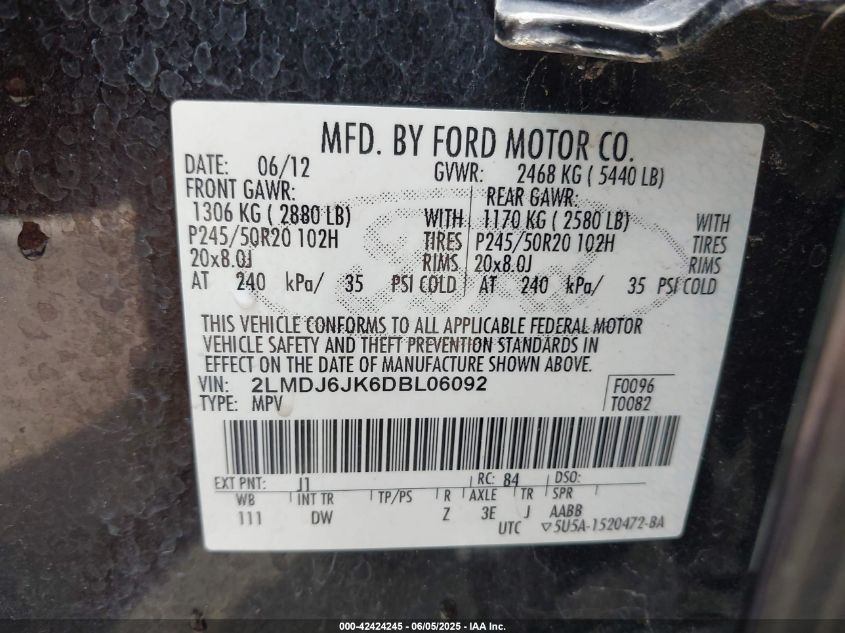 MFD. BY FORD MOTOR CO.
DATE: 06/12 GVWR: 2468 KG ( 5440 LB)
FRONT GAWR: REAR GAWR:
1306 KG ( 2880 LB) WITH 1170 KG ( 2580 LB) WITH
P245/50R20 102H TIRES P245/50R20 102H TIRES
20x8.0J RIMS 20x8.0J RIMS
AT 240 kPa/ 35 PSI COLD AT 240 kPa/ 35 PSI COLD
THIS VEHICLE CONFORMS TO ALL APPLICABLE FEDERAL MOTOR
VEHICLE SAFETY AND THEFT PREVENTION STANDARDS IN
EFFECT ON THE DATE OF MANUFACTURE SHOWN ABOVE.
VIN: 2LMDJ6JK6DBL06092 F0096
TYPE: MPV T0082
EXT PNT: J1 RC: 84 DSO:
WB INT TR TP/PS R AXLE TR SPR
111 DW Z 3E J AABB
UTC ▽5U5A-1520472-BA
000-42424245 - 06/05/2025 - IAA Inc.